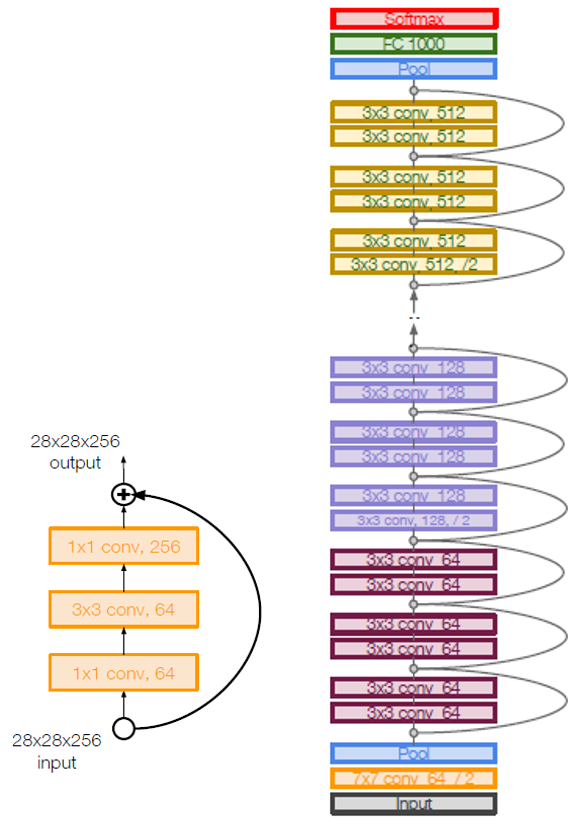 28x28x256
output
1x1 conv, 256
3x3 conv, 64
1x1 conv, 64
28x28x256
input
Softmax
FC 1000
Pool
3x3 conv, 512
3x3 conv, 512
3x3 conv, 512
3x3 conv, 512
3x3 conv, 512
3x3 conv, 512, /2
..
3x3 conv 128
3x3 conv 128
3x3 conv 128
3x3 conv 128
3x3 conv 128
3x3 conv, 128, / 2
3x3 conv 64
3x3 conv 64
3x3 conv 64
3x3 conv 64
3x3 conv 64
3x3 conv 64
Pool
7x7 conv 64 / 2
Input